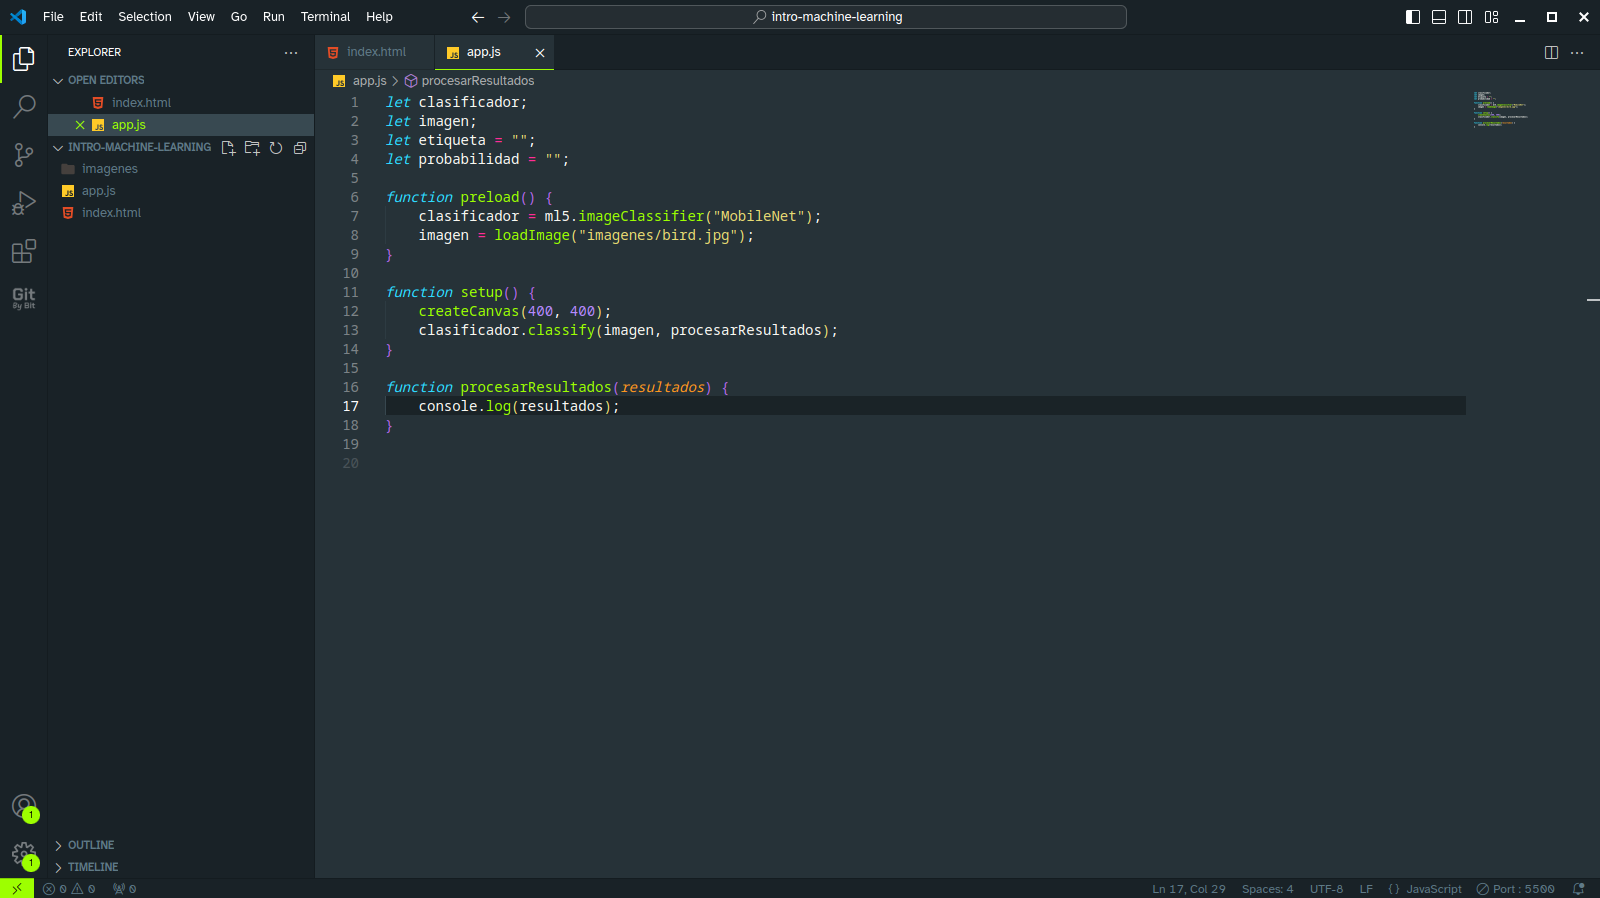 File Edit Selection View Go Run Terminal Help
intro-machine-learning
EXPLORER
OPEN EDITORS
index.html
app.js
INTRO-MACHINE-LEARNING
imagenes
app.js
index.html
Git
By Bit
1
1
OUTLINE
TIMELINE
index.html
app.js
app.js > procesarResultados
1 let clasificador;
2 let imagen;
3 let etiqueta = "";
4 let probabilidad = "";
5
6 function preload() {
7     clasificador = ml5.imageClassifier("MobileNet");
8     imagen = loadImage("imagenes/bird.jpg");
9 }
10
11 function setup() {
12     createCanvas(400, 400);
13     clasificador.classify(imagen, procesarResultados);
14 }
15
16 function procesarResultados(resultados) {
17     console.log(resultados);
18 }
19
20
0 0 0
Ln 17, Col 29 Spaces: 4 UTF-8 LF {} JavaScript Port : 5500